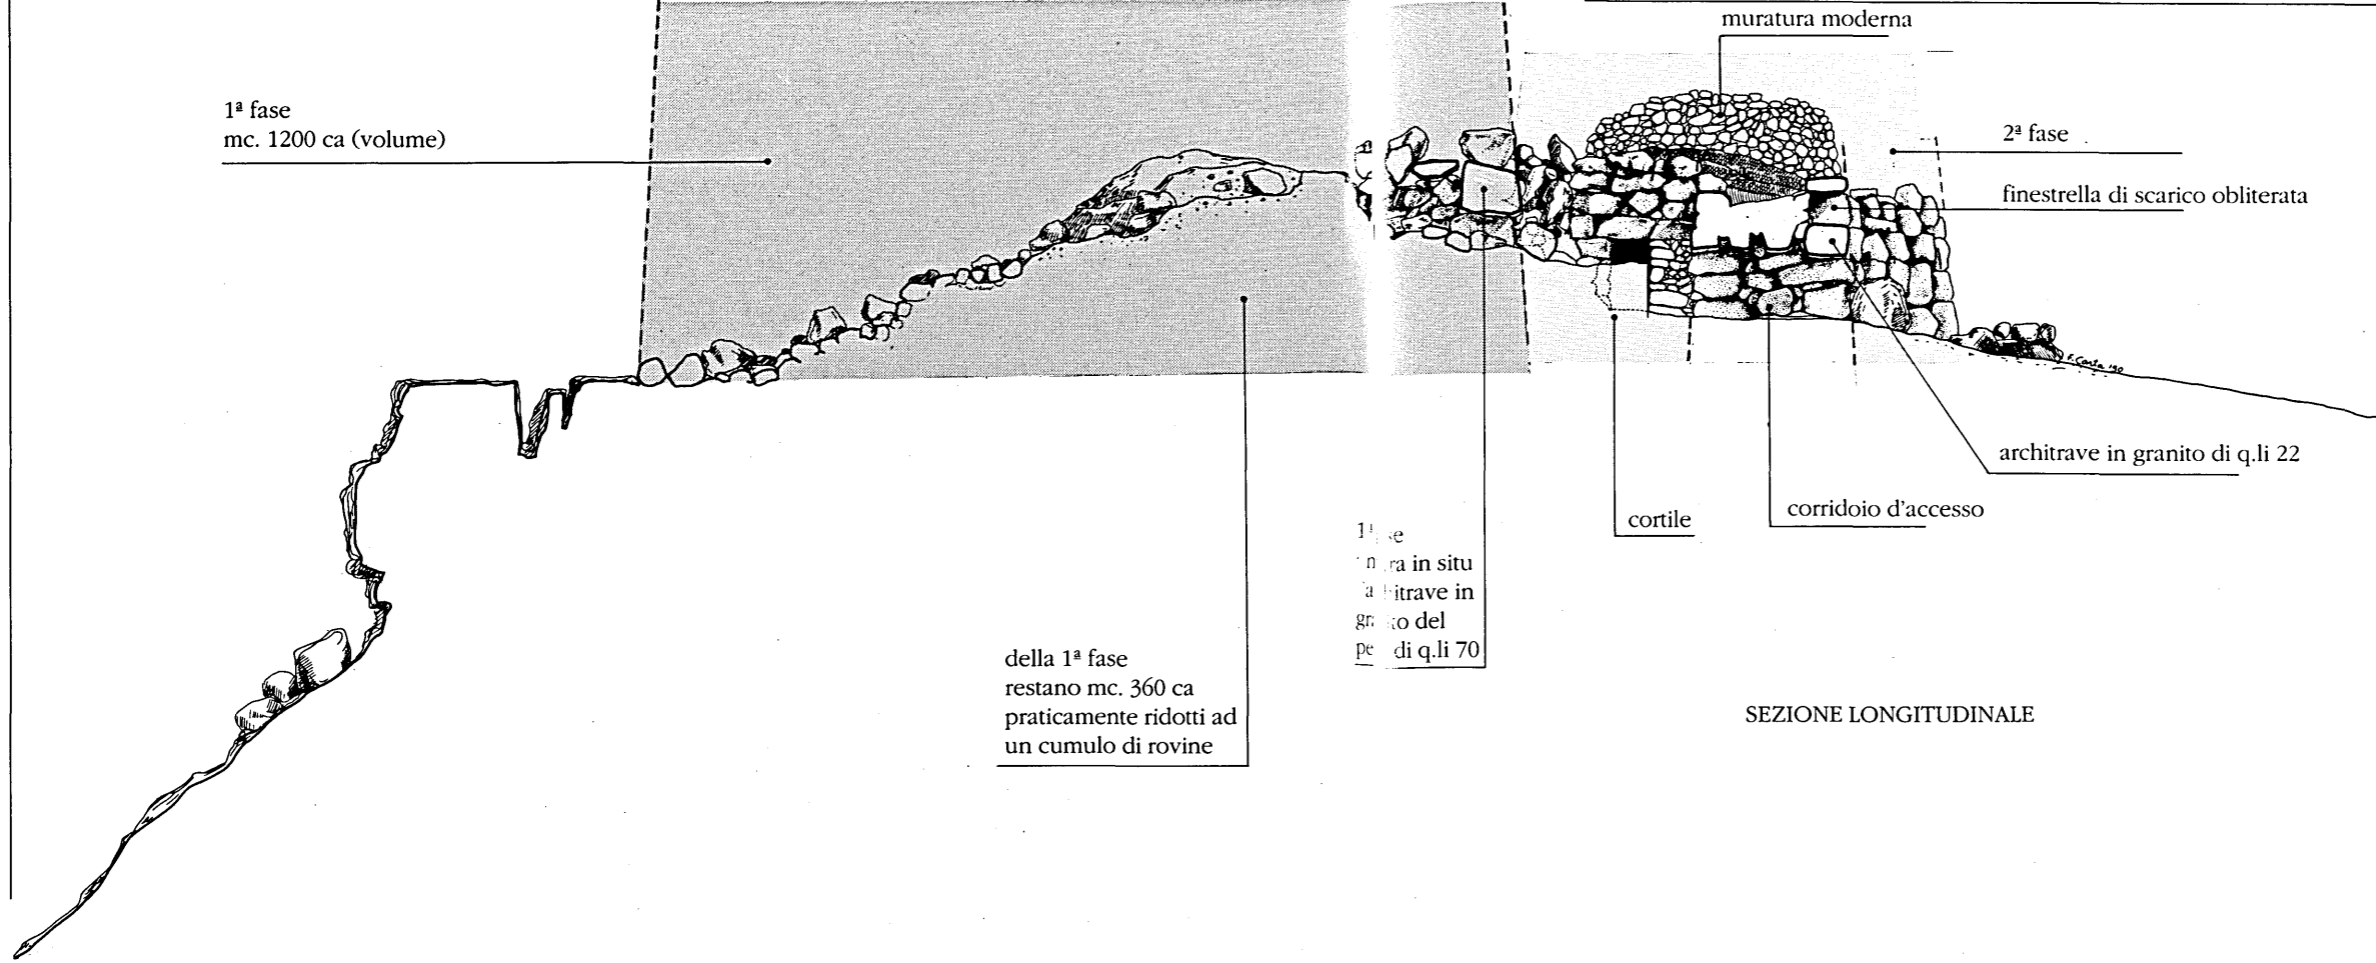 muratura moderna
1ª fase
mc. 1200 ca (volume)
2ª fase
finestrella di scarico obliterata
architrave in granito di q.li 22
corridoio d'accesso
cortile
ra in situ
itrave in
del
di q.li 70
della 1ª fase
restano mc. 360 ca
praticamente ridotti ad
un cumulo di rovine
SEZIONE LONGITUDINALE